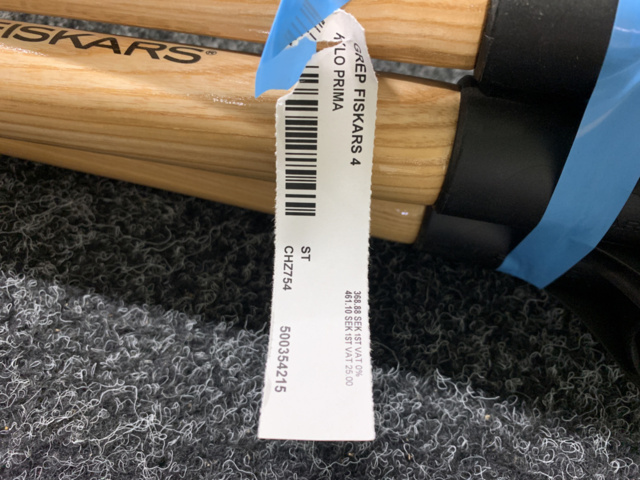 FISKARS®
GREP FISKARS 4
KLO PRIMA
ST
CHZ754
500354215
368.88 SEK 1ST VAT 0%
461.10 SEK 1ST VAT 25.00